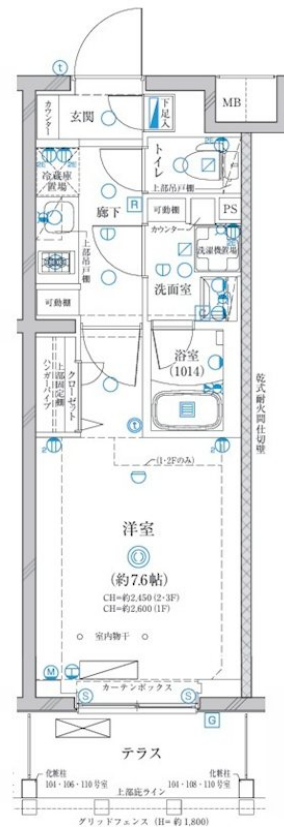 t
MB
カウンター
玄関
下足入
トイレ
上部吊戸棚
冷蔵庫置場
廊下
R
可動棚
PS
カウンター
洗濯機置場
上部吊戸棚
洗面室
可動棚
浴室
(1014)
クローゼット
上部固定棚
ハンガーパイプ
t
乾式耐火間仕切壁
(1・2Fのみ)
洋室
(約7.6帖)
CH=約2,450 (2・3F)
CH=約2,600 (1F)
室内物干
M
カーテンボックス
S
S
G
テラス
化粧柱
104・106・110号室
化粧柱
104・108・110号室
上部庇ライン
グリッドフェンス (H= 約1,800)